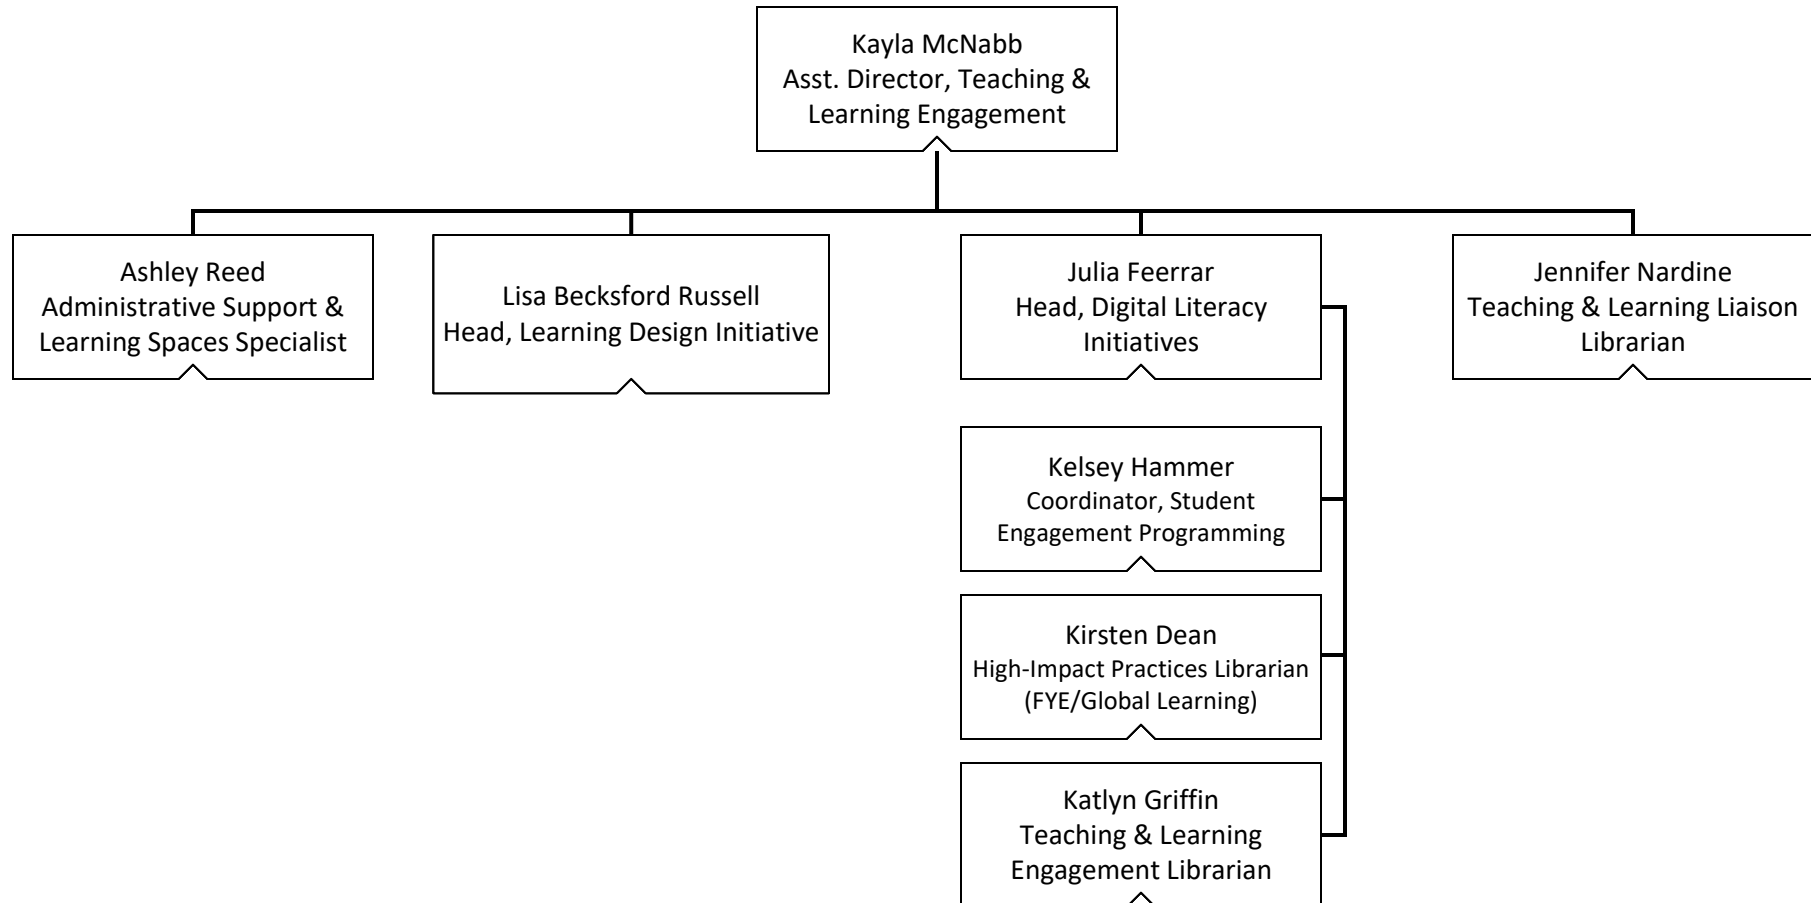 Kayla McNabb
Asst. Director, Teaching &
Learning Engagement
Ashley Reed
Administrative Support &
Learning Spaces Specialist
Lisa Becksford Russell
Head, Learning Design Initiative
Julia Feerrar
Head, Digital Literacy
Initiatives
Jennifer Nardine
Teaching & Learning Liaison
Librarian
Kelsey Hammer
Coordinator, Student
Engagement Programming
Kirsten Dean
High-Impact Practices Librarian
(FYE/Global Learning)
Katlyn Griffin
Teaching & Learning
Engagement Librarian